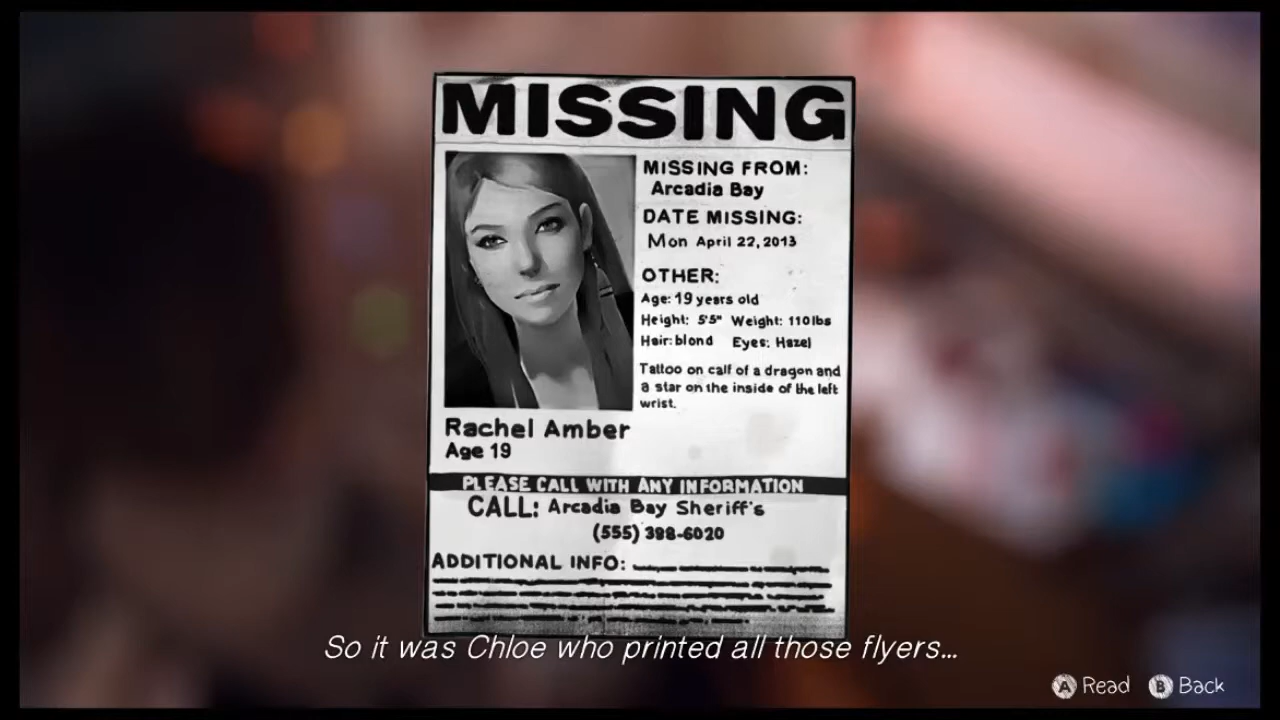 MISSING
MISSING FROM:
Arcadia Bay
DATE MISSING:
Mon April 22, 2013
OTHER:
Age: 19 years old
Height: 5'5" Weight: 110lbs
Hair: blond Eyes: Hazel
Tattoo on calf of a dragon and
a star on the inside of the left
wrist.
Rachel Amber
Age 19
PLEASE CALL WITH ANY INFORMATION
CALL: Arcadia Bay Sheriff's
(555) 398-6020
ADDITIONAL INFO:
So it was Chloe who printed all those flyers...
A Read B Back